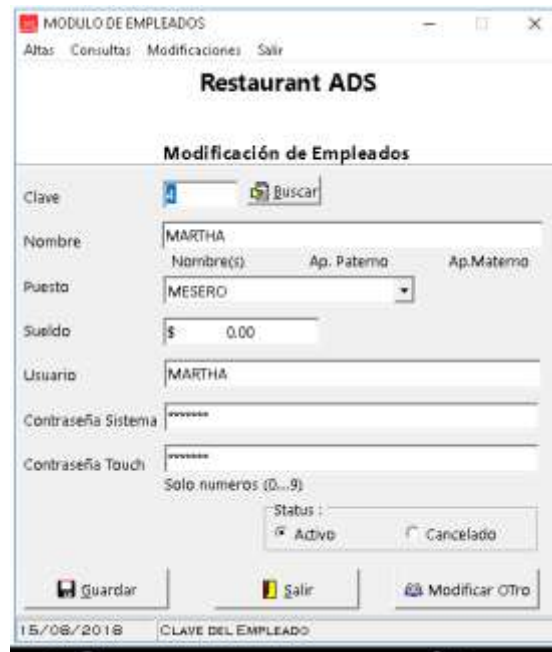 MODULO DE EMPLEADOS
Altas Consultas Modificaciones Salir
Restaurant ADS
Modificación de Empleados
Clave 4 Buscar
Nombre MARTHA
Nombre(s) Ap. Paterno Ap.Materno
Puesto MESERO
Sueldo $ 0.00
Usuario MARTHA
Contraseña Sistema *******
Contraseña Touch *******
Solo numeros (0...9)
Status :
Activo Cancelado
Guardar Salir Modificar OTro
15/08/2018 CLAVE DEL EMPLEADO